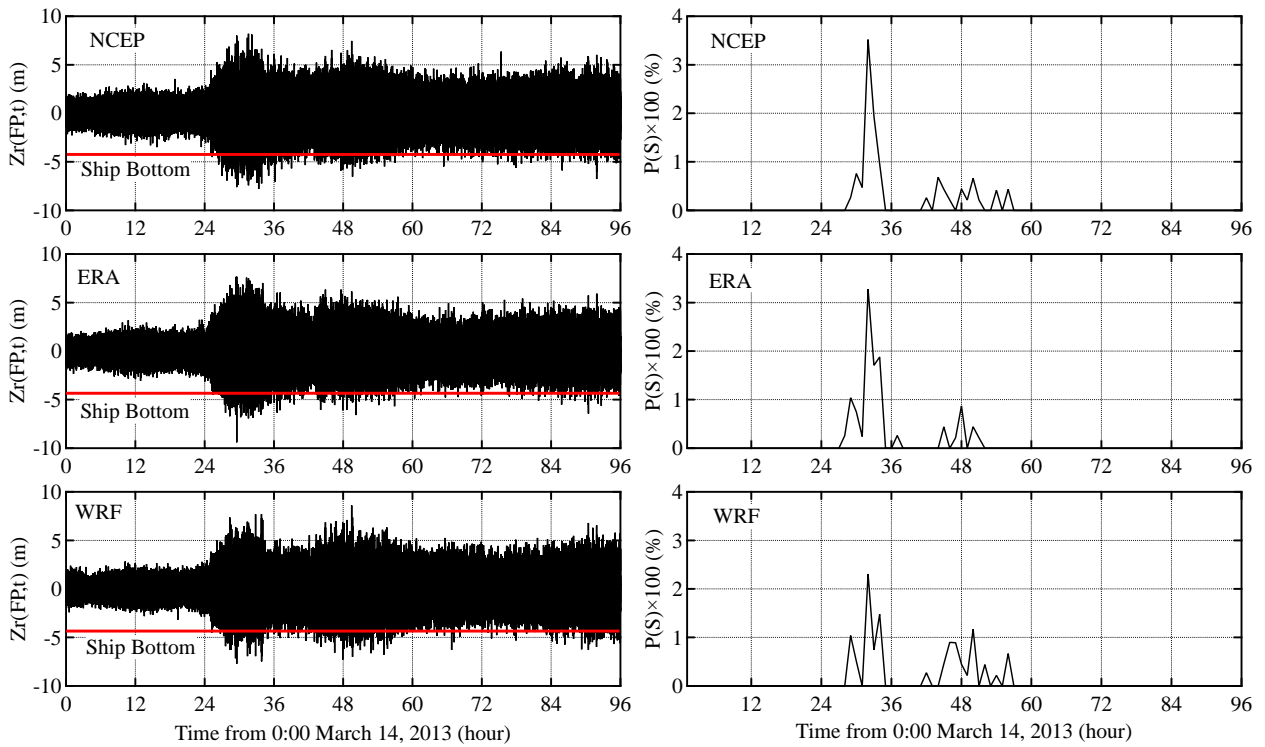 10
5
0
-5
-10
Zr(FP,t) (m)
NCEP
Ship Bottom
0 12 24 36 48 60 72 84 96
4
3
2
1
0
P(S)×100 (%)
NCEP
12 24 36 48 60 72 84 96
10
5
0
-5
-10
Zr(FP,t) (m)
ERA
Ship Bottom
0 12 24 36 48 60 72 84 96
4
3
2
1
0
P(S)×100 (%)
ERA
12 24 36 48 60 72 84 96
10
5
0
-5
-10
Zr(FP,t) (m)
WRF
Ship Bottom
0 12 24 36 48 60 72 84 96
Time from 0:00 March 14, 2013 (hour)
4
3
2
1
0
P(S)×100 (%)
WRF
12 24 36 48 60 72 84 96
Time from 0:00 March 14, 2013 (hour)